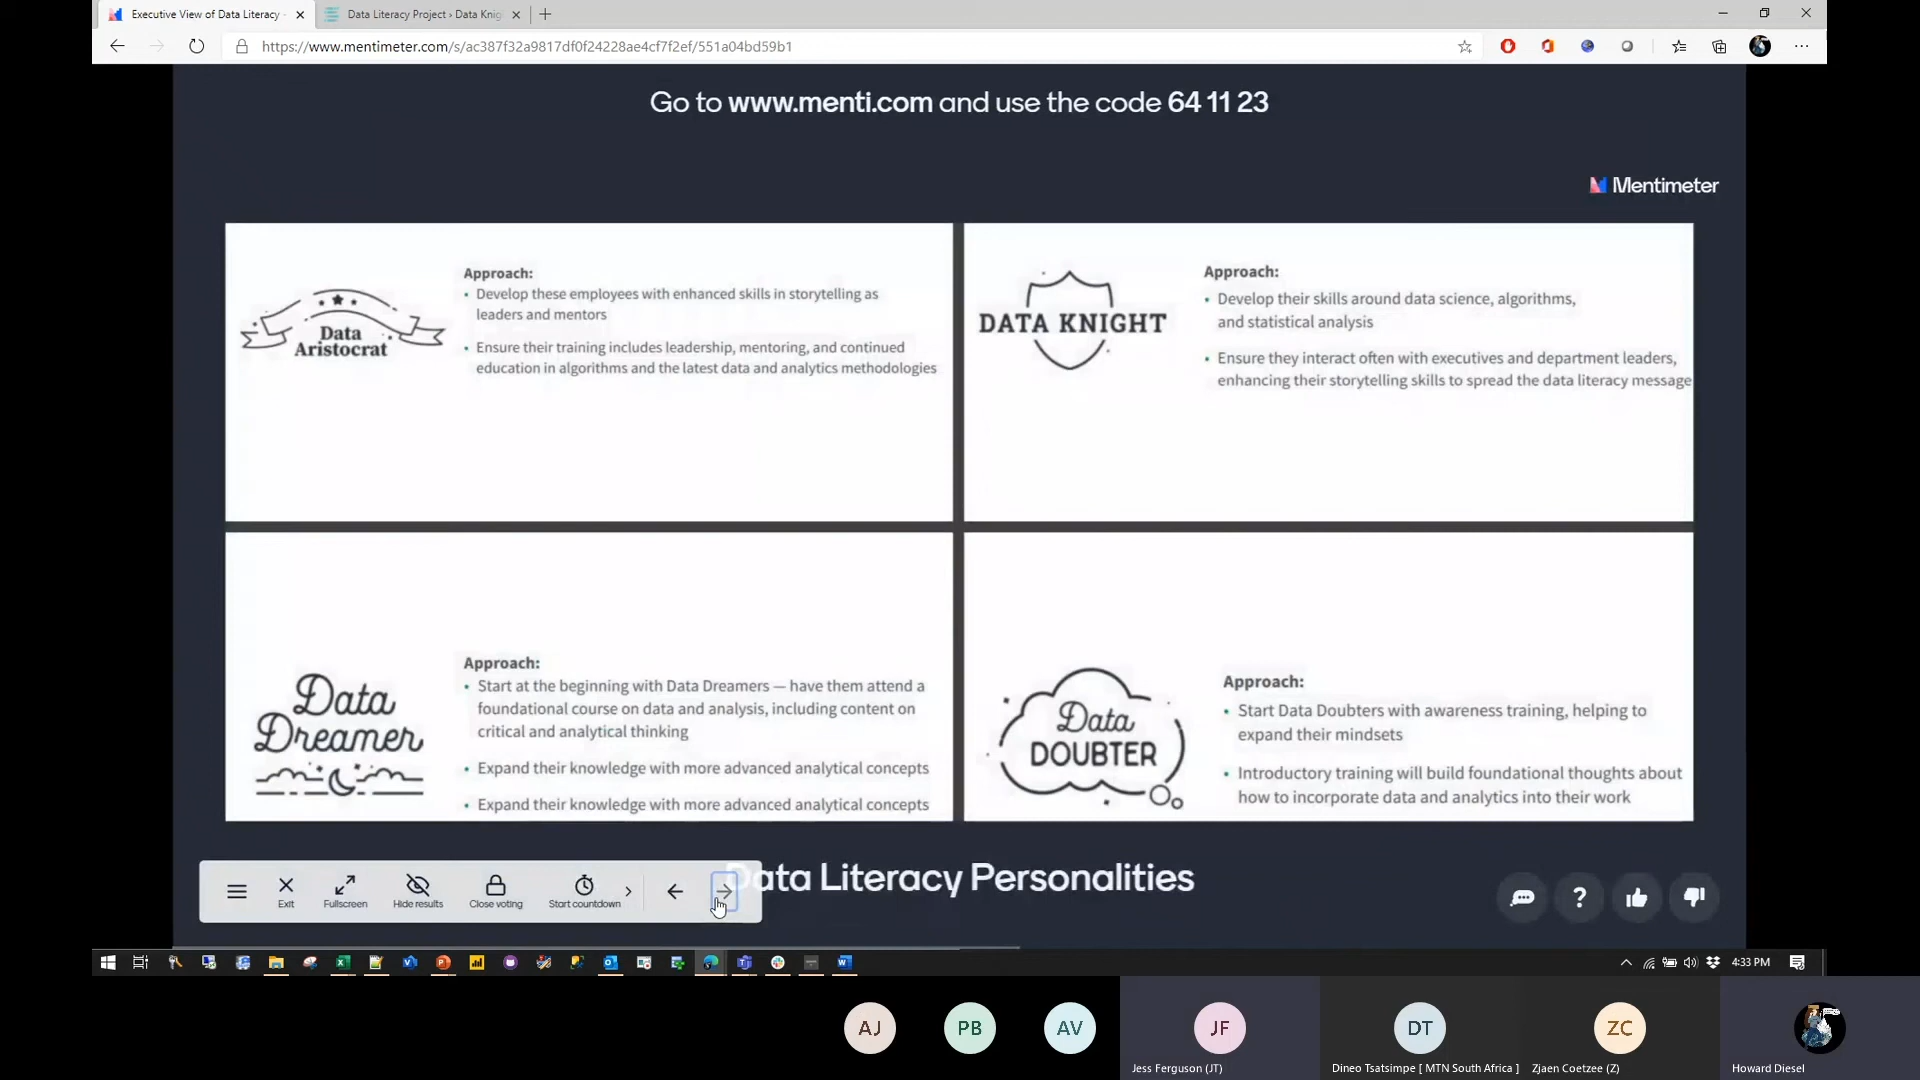 Executive View of Data Literacy -
Data Literacy Project › Data Knig
https://www.mentimeter.com/s/ac387f32a9817df0f24228ae4cf7f2ef/551a04bd59b1
Go to www.menti.com and use the code 64 11 23
Mentimeter
Data
Aristocrat
Approach:
• Develop these employees with enhanced skills in storytelling as
leaders and mentors
• Ensure their training includes leadership, mentoring, and continued
education in algorithms and the latest data and analytics methodologies
DATA KNIGHT
Approach:
• Develop their skills around data science, algorithms,
and statistical analysis
• Ensure they interact often with executives and department leaders,
enhancing their storytelling skills to spread the data literacy message
Data
Dreamer
Approach:
• Start at the beginning with Data Dreamers — have them attend a
foundational course on data and analysis, including content on
critical and analytical thinking
• Expand their knowledge with more advanced analytical concepts
• Expand their knowledge with more advanced analytical concepts
Data
DOUBTER
Approach:
• Start Data Doubters with awareness training, helping to
expand their mindsets
• Introductory training will build foundational thoughts about
how to incorporate data and analytics into their work
Exit
Fullscreen
Hide results
Close voting
Start countdown
Data Literacy Personalities
4:33 PM
AJ
PB
AV
JF
DT
ZC
Jess Ferguson (JT)
Dineo Tsatsimpe [ MTN South Africa ]
Zjaen Coetzee (Z)
Howard Diesel